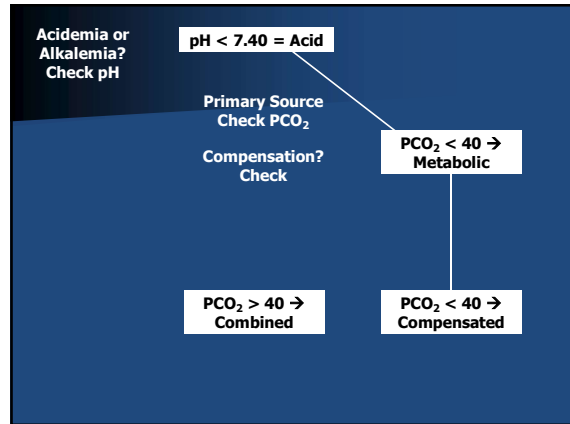 Acidemia or
Alkalemia?
Check pH
pH < 7.40 = Acid
Primary Source
Check PCO₂
Compensation?
Check
PCO₂ < 40 →
Metabolic
PCO₂ > 40 →
Combined
PCO₂ < 40 →
Compensated